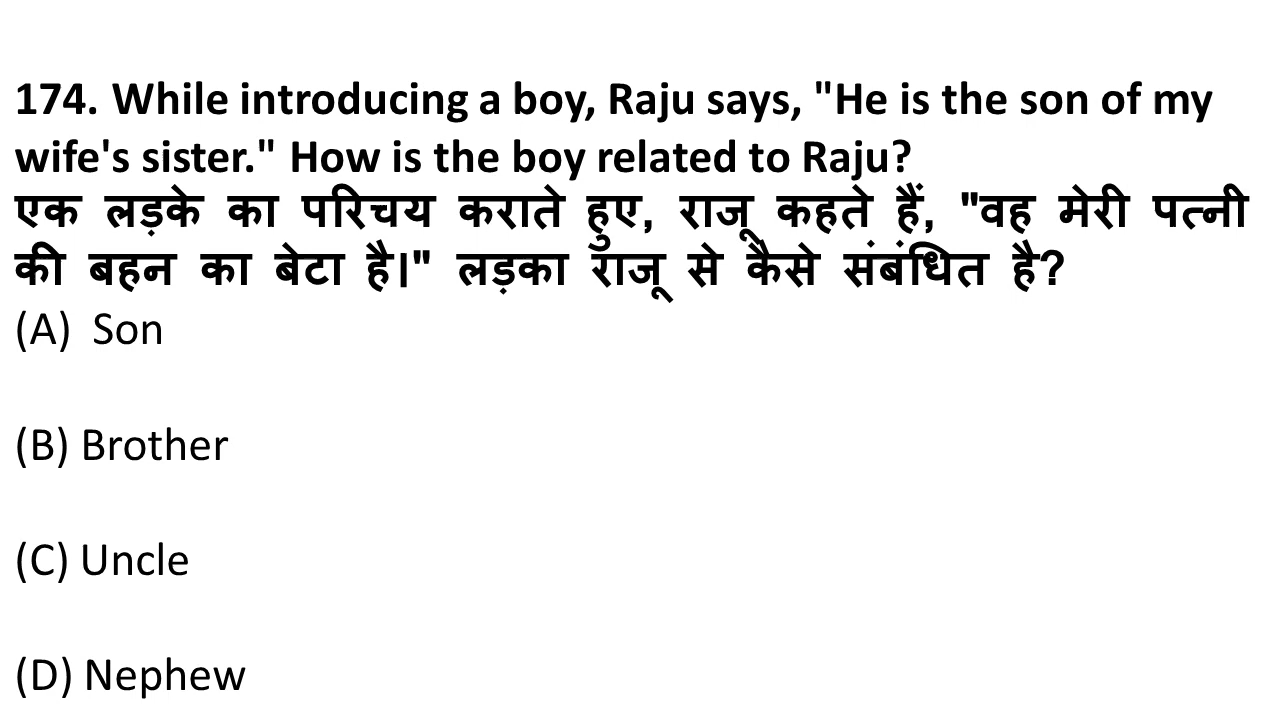 174. While introducing a boy, Raju says, "He is the son of my
wife's sister." How is the boy related to Raju?
एक लड़के का परिचय कराते हुए, राजू कहते हैं, "वह मेरी पत्नी
की बहन का बेटा है।" लड़का राजू से कैसे संबंधित है?
(A) Son
(B) Brother
(C) Uncle
(D) Nephew